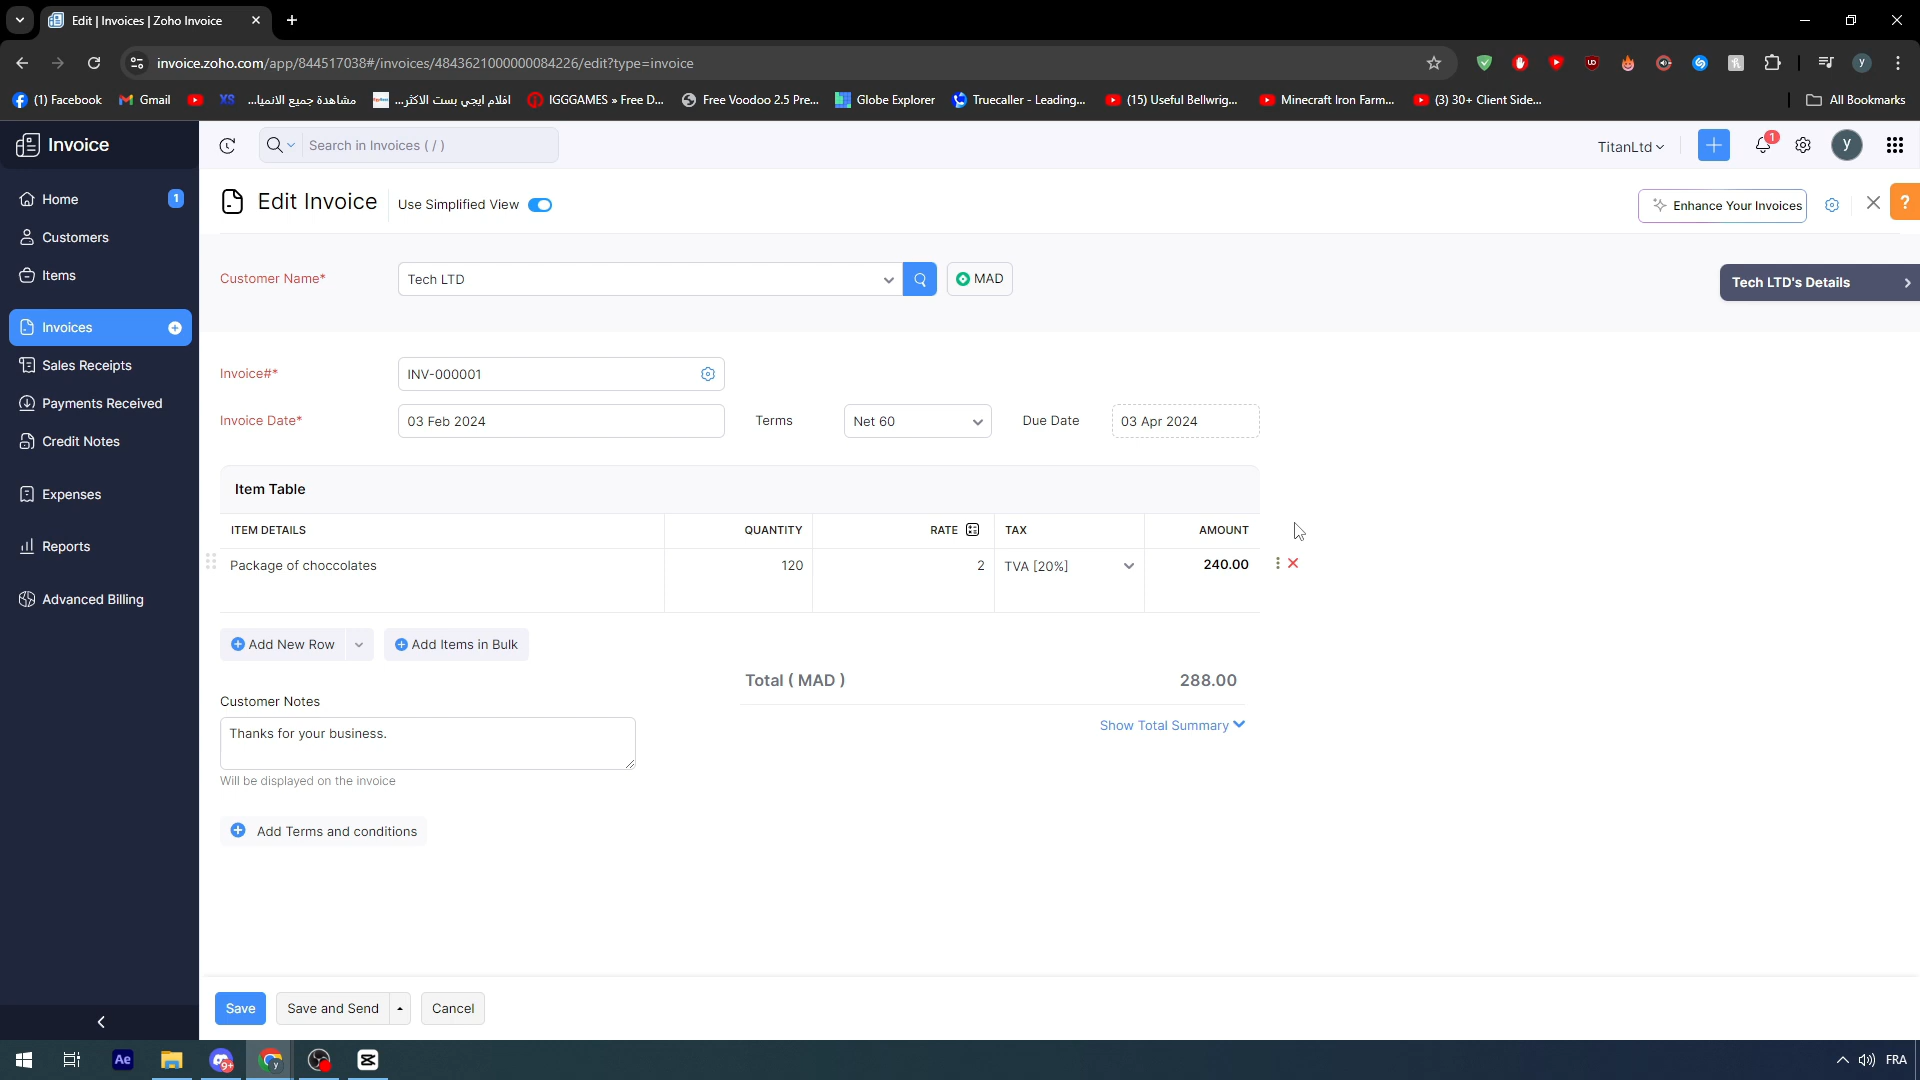 Edit | Invoices | Zoho Invoice
invoice.zoho.com/app/844517038#/invoices/4843621000000084226/edit?type=invoice
(1) Facebook
Gmail
XS
مشاهدة جميع الانميا...
افلام ايجي بست الاكثر...
IGGGAMES » Free D...
Free Voodoo 2.5 Pre...
Globe Explorer
Truecaller - Leading...
(15) Useful Bellwrig...
Minecraft Iron Farm...
(3) 30+ Client Side...
All Bookmarks
Invoice
Search in Invoices ( / )
TitanLtd
1
y
Home
1
Customers
Items
Invoices
Sales Receipts
Payments Received
Credit Notes
Expenses
Reports
Advanced Billing
Edit Invoice
Use Simplified View
Enhance Your Invoices
?
Customer Name*
Tech LTD
MAD
Tech LTD's Details
Invoice#*
INV-000001
Invoice Date*
03 Feb 2024
Terms
Net 60
Due Date
03 Apr 2024
Item Table
ITEM DETAILS
QUANTITY
RATE
TAX
AMOUNT
Package of choccolates
120
2
TVA [20%]
240.00
Add New Row
Add Items in Bulk
Total ( MAD )
288.00
Show Total Summary
Customer Notes
Thanks for your business.
Will be displayed on the invoice
Add Terms and conditions
Save
Save and Send
Cancel
Ae
9+
y
FRA